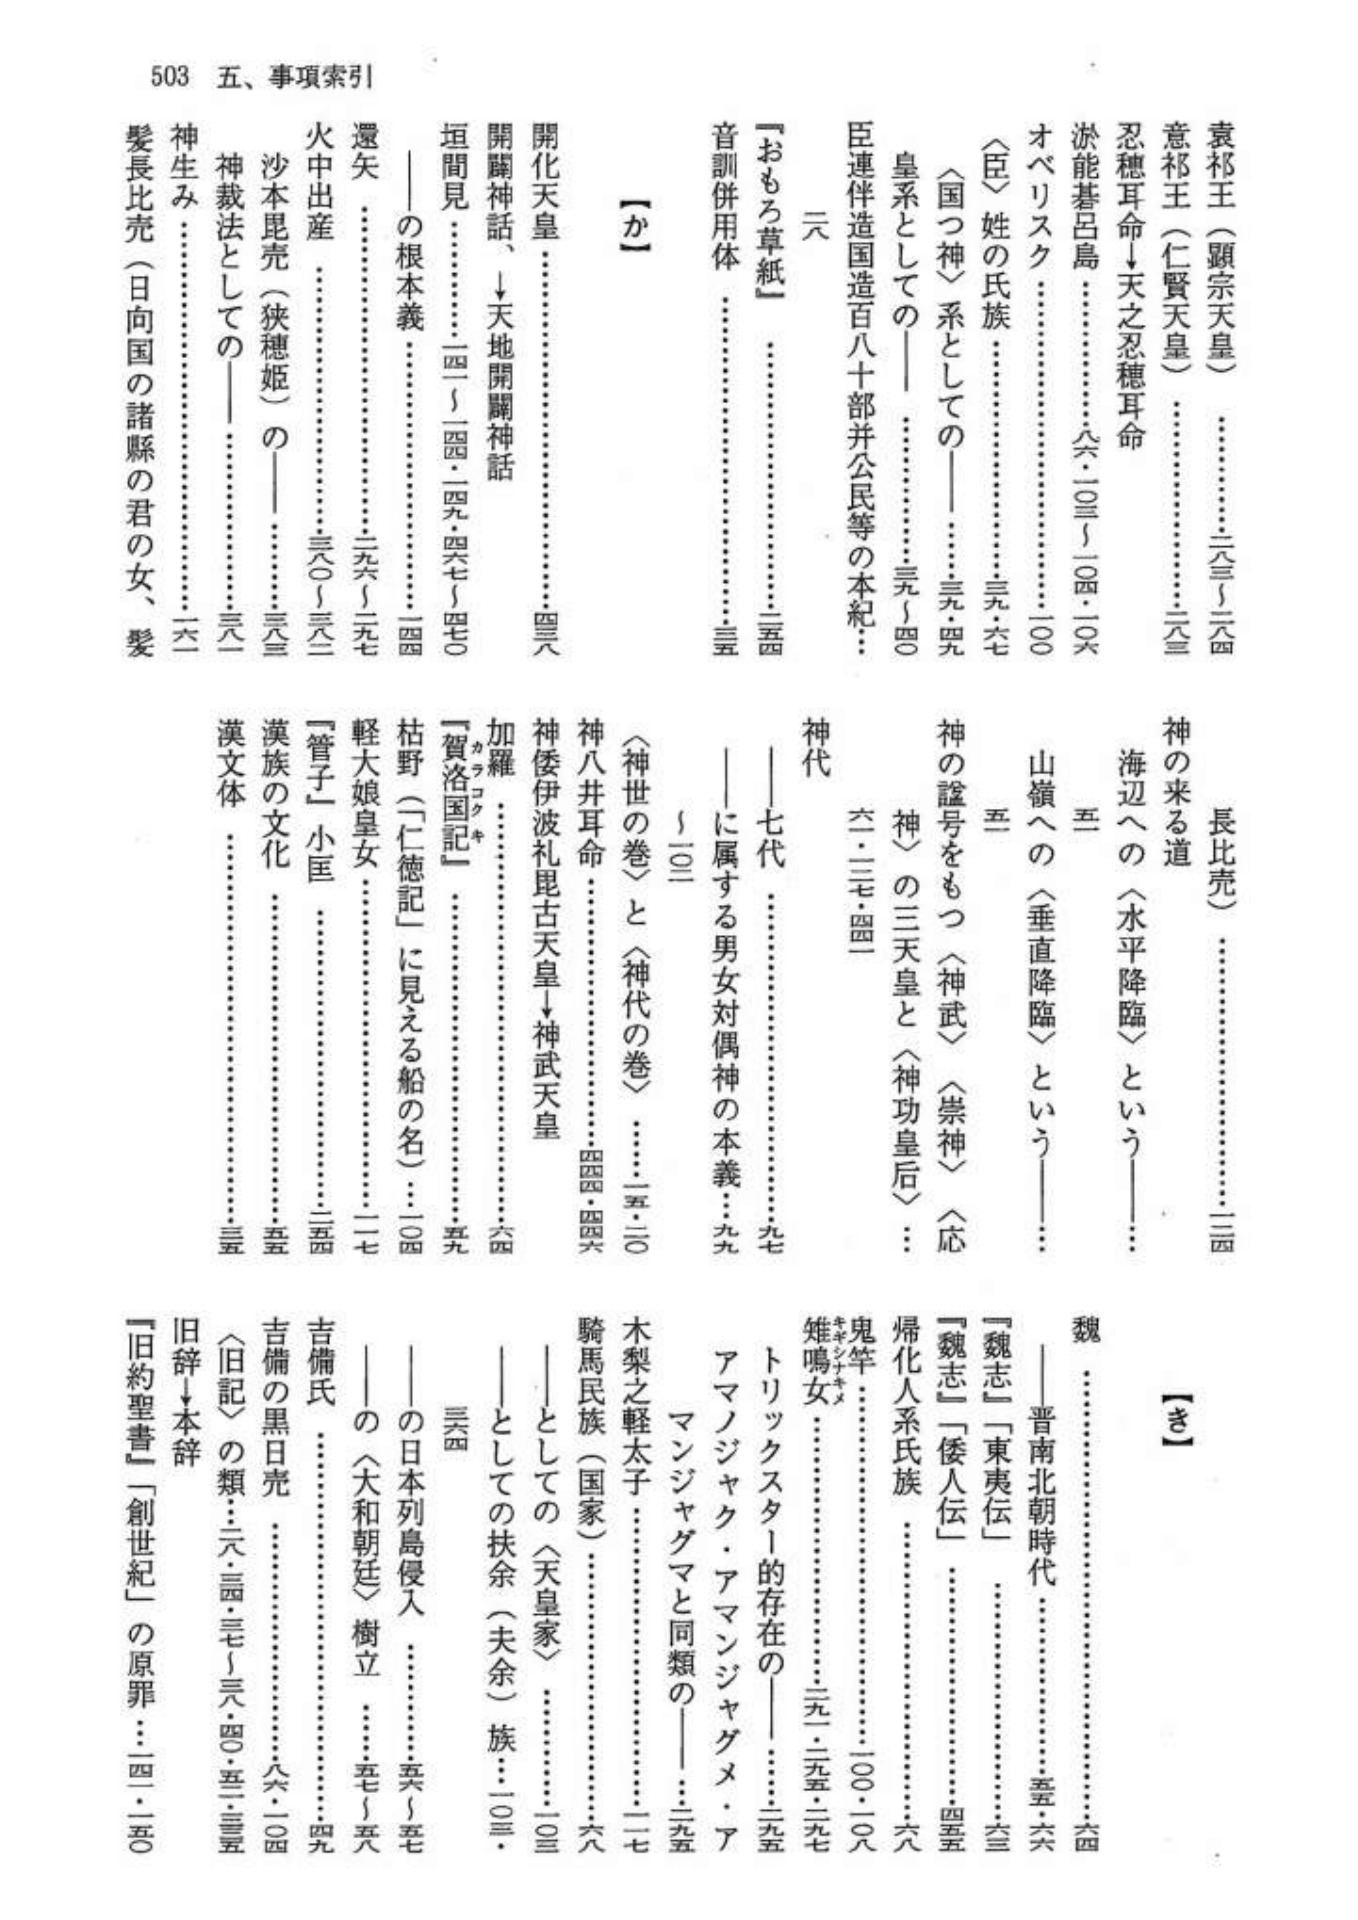 503 五、事項索引
袁祁王（顕宗天皇）…………二八三～二八四
意祁王（仁賢天皇）…………二八三
忍穂耳命→天之忍穂耳命
淤能碁呂島…………八六・一〇三～一〇四・一〇六
オベリスク…………一〇〇
〈臣〉姓の氏族…………三九・六七
〈国つ神〉系としての――……三九・四九
皇系としての――…………三九～四〇
臣連伴造国造百八十部并公民等の本紀…
二八
『おもろ草紙』…………二五四
音訓併用体…………三五
【か】
開化天皇…………四三八
開闢神話、→天地開闢神話
垣間見…………一四一～一四四・一四九・四六七～四七〇
――の根本義…………一四四
還矢…………二九六～二九七
火中出産…………三八〇～三八二
沙本毘売（狭穂姫）の――………三八三
神裁法としての――…………三八一
神生み…………一六一
髪長比売（日向国の諸縣の君の女、髪
長比売）…………一二四
神の来る道
海辺への〈水平降臨〉という――…
五一
山嶺への〈垂直降臨〉という――…
五一
神の諡号をもつ〈神武〉〈崇神〉〈応
神〉の三天皇と〈神功皇后〉…
六一・一二七・四四一
神代
――七代…………九七
――に属する男女対偶神の本義…九九
～一〇二
〈神世の巻〉と〈神代の巻〉……一五・二〇
神八井耳命…………四四四・四四六
神倭伊波礼毘古天皇→神武天皇
加羅…………六四
『賀洛国記』カラコクキ…………五九
枯野（「仁徳記」に見える船の名）…一〇四
軽大娘皇女…………一一七
『管子』小匡…………二五四
漢族の文化…………五五
漢文体…………三五
【き】
魏…………六四
――晋南北朝時代…………五五・六六
『魏志』「東夷伝」…………六三
『魏志』「倭人伝」…………四五五
帰化人系氏族…………六八
鬼竿…………一〇〇・一〇八
雉鳴女キギシナキメ…………二九一・二九五・二九七
トリックスター的存在の――……二九五
アマノジャク・アマンジャグメ・ア
マンジャグマと同類の――…二九五
木梨之軽太子…………一一七
騎馬民族（国家）…………六八
――としての〈天皇家〉…………一〇三
――としての扶余（夫余）族…一〇三・
三六四
――の日本列島侵入…………五六～五七
――の〈大和朝廷〉樹立……五七～五八
吉備氏…………四九
吉備の黒日売…………八六・一〇四
〈旧記〉の類…二八・三四・三七～三八・四〇・五二・三三五
旧辞→本辞
『旧約聖書』「創世紀」の原罪…一四一・一五〇